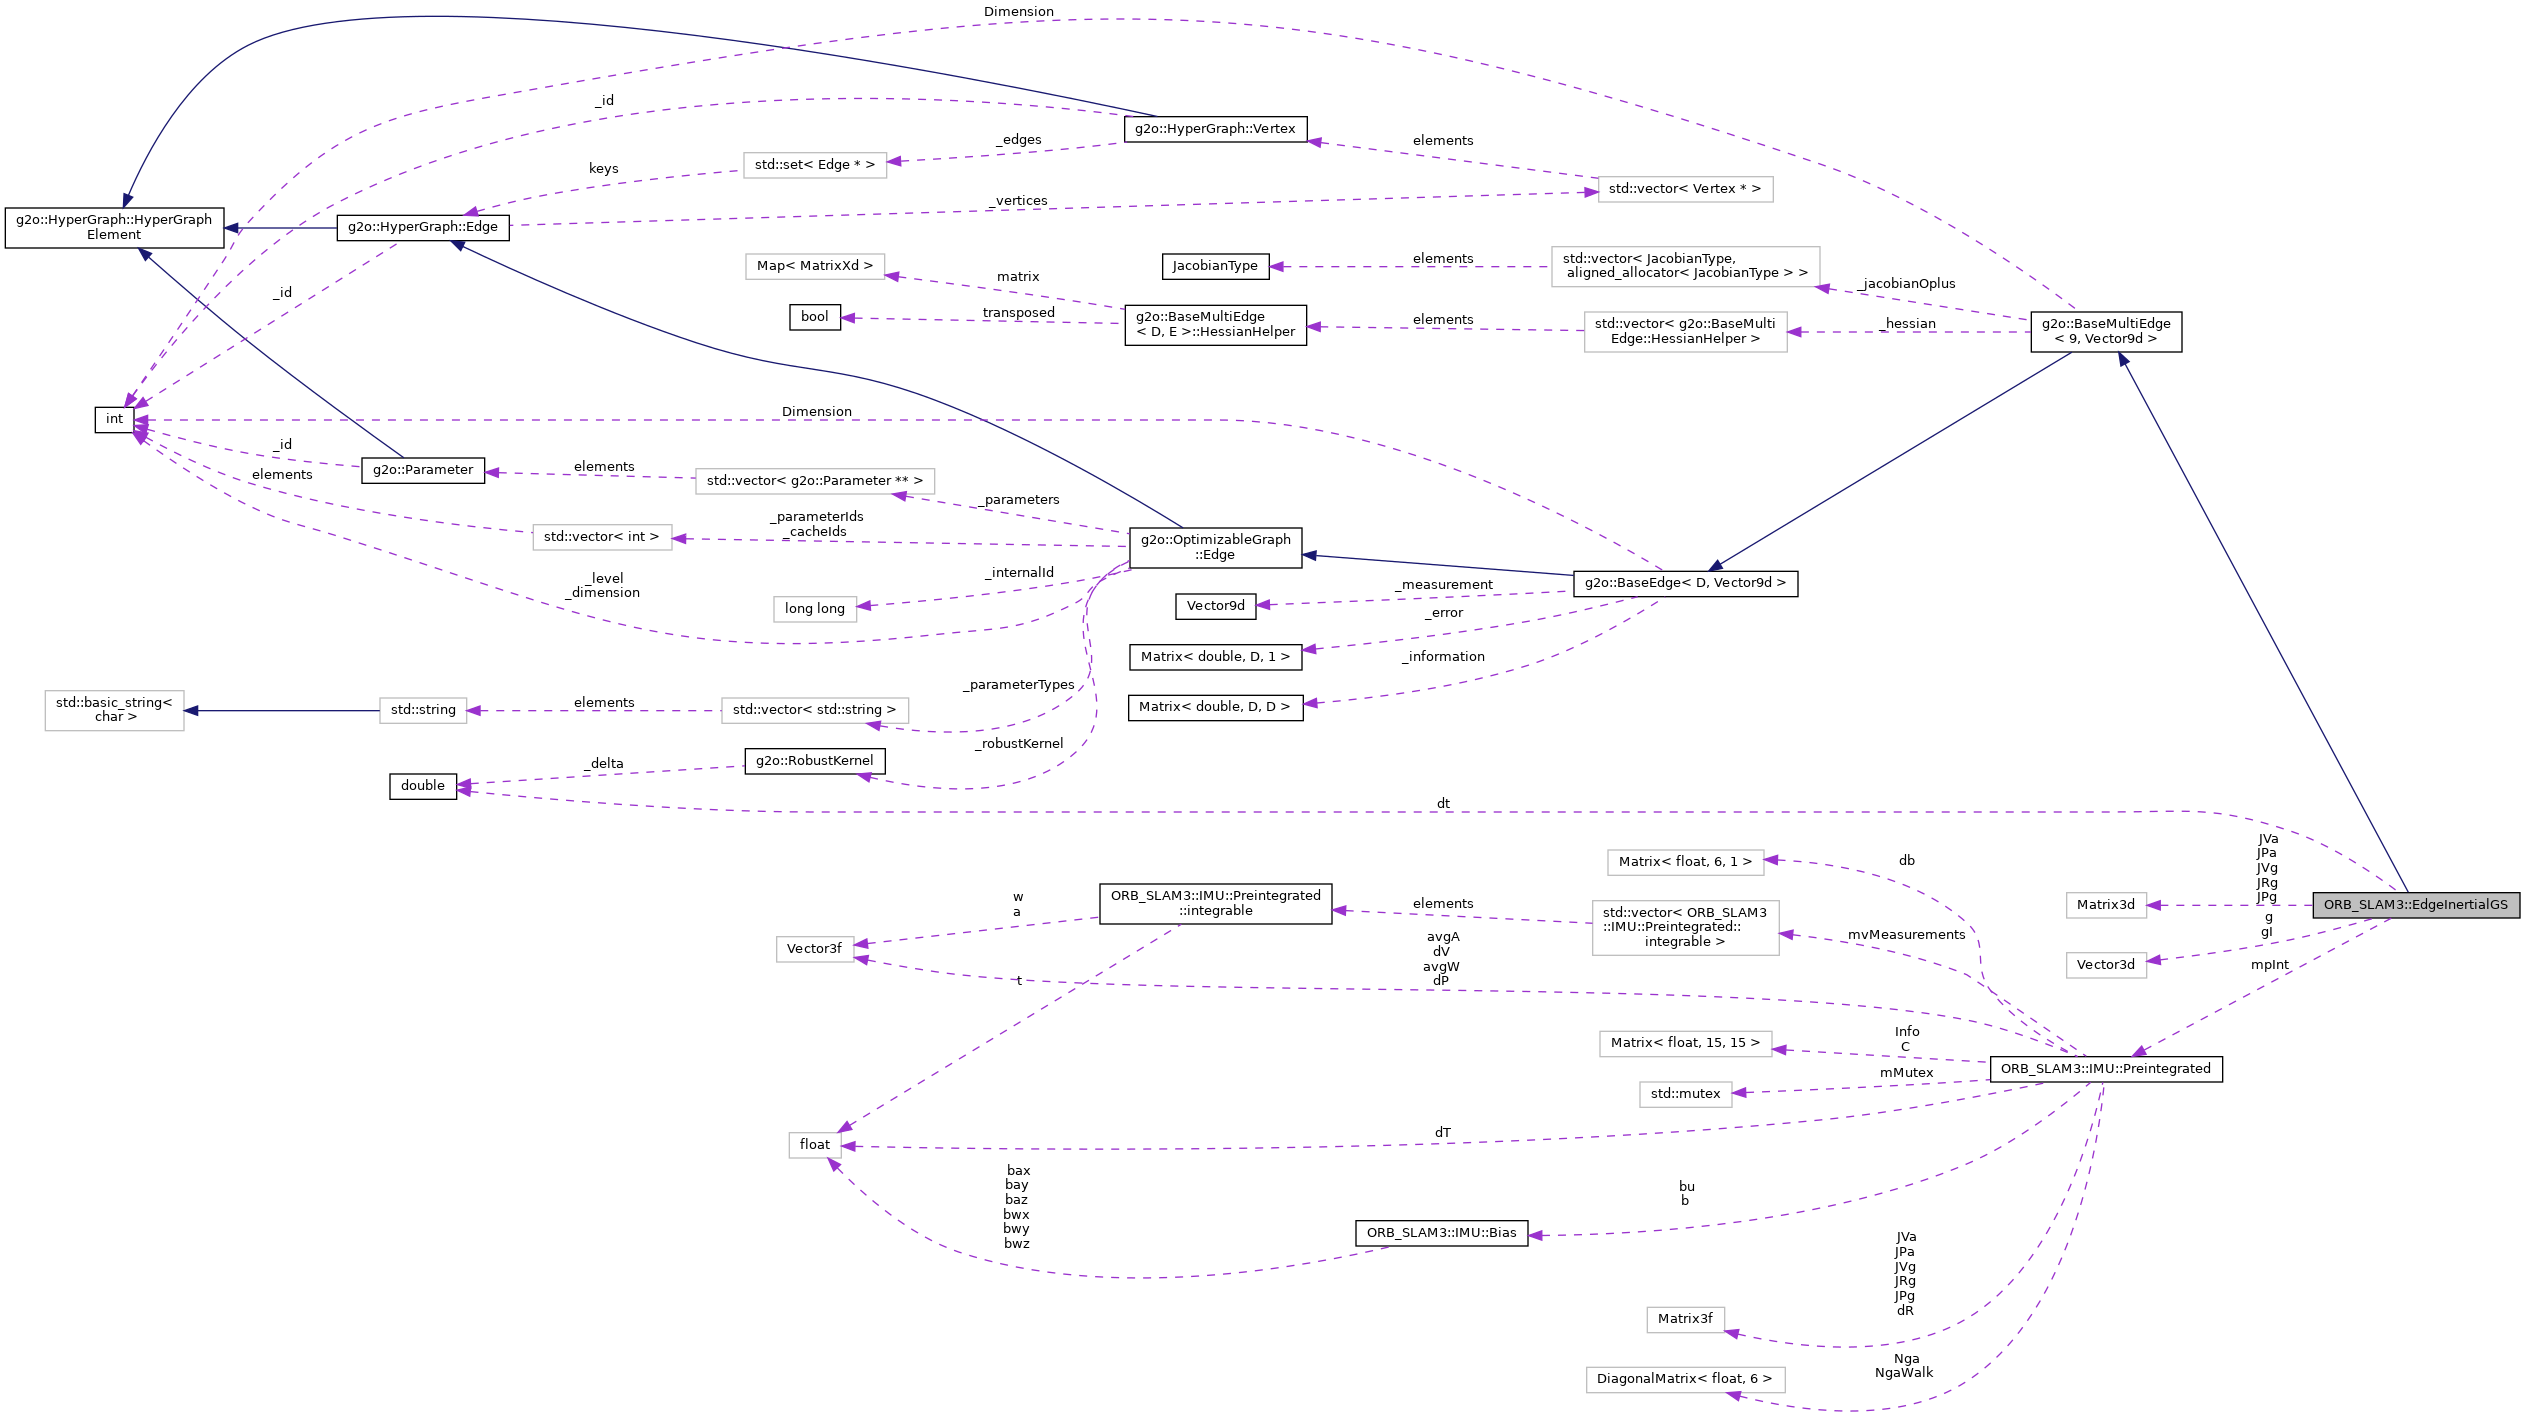 Dimension
_id
g2o::HyperGraph::Vertex
_edges
elements
std::set< Edge * >
keys
std::vector< Vertex * >
_vertices
g2o::HyperGraph::HyperGraph
Element
g2o::HyperGraph::Edge
Map< MatrixXd >
matrix
JacobianType
elements
std::vector< JacobianType,
aligned_allocator< JacobianType > >
_jacobianOplus
_id
bool
transposed
g2o::BaseMultiEdge
< D, E >::HessianHelper
elements
std::vector< g2o::BaseMulti
Edge::HessianHelper >
_hessian
g2o::BaseMultiEdge
< 9, Vector9d >
int
Dimension
_id
elements
g2o::Parameter
elements
std::vector< g2o::Parameter ** >
_parameters
std::vector< int >
_parameterIds
_cacheIds
g2o::OptimizableGraph
::Edge
_level
_dimension
_internalId
long long
g2o::BaseEdge< D, Vector9d >
_measurement
Vector9d
_error
Matrix< double, D, 1 >
_information
Matrix< double, D, D >
_parameterTypes
std::basic_string<
char >
std::string
elements
std::vector< std::string >
_robustKernel
g2o::RobustKernel
_delta
double
dt
JVa
JPa
JVg
JRg
JPg
Matrix3d
ORB_SLAM3::EdgeInertialGS
g
gI
Vector3d
mpInt
Matrix< float, 6, 1 >
db
w
a
ORB_SLAM3::IMU::Preintegrated
::integrable
elements
std::vector< ORB_SLAM3
::IMU::Preintegrated::
integrable >
mvMeasurements
Vector3f
avgA
dV
avgW
dP
t
Matrix< float, 15, 15 >
Info
C
ORB_SLAM3::IMU::Preintegrated
std::mutex
mMutex
float
dT
bax
bay
baz
bwx
bwy
bwz
bu
b
ORB_SLAM3::IMU::Bias
JVa
JPa
JVg
JRg
JPg
dR
Matrix3f
Nga
NgaWalk
DiagonalMatrix< float, 6 >